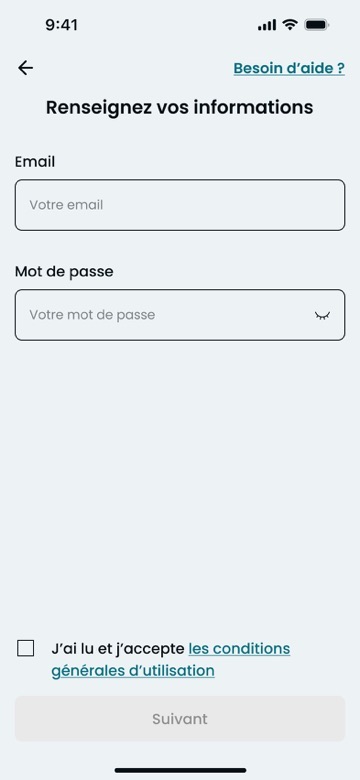 9:41
Besoin d’aide ?
Renseignez vos informations
Email
Votre email
Mot de passe
Votre mot de passe
J’ai lu et j’accepte les conditions
générales d’utilisation
Suivant